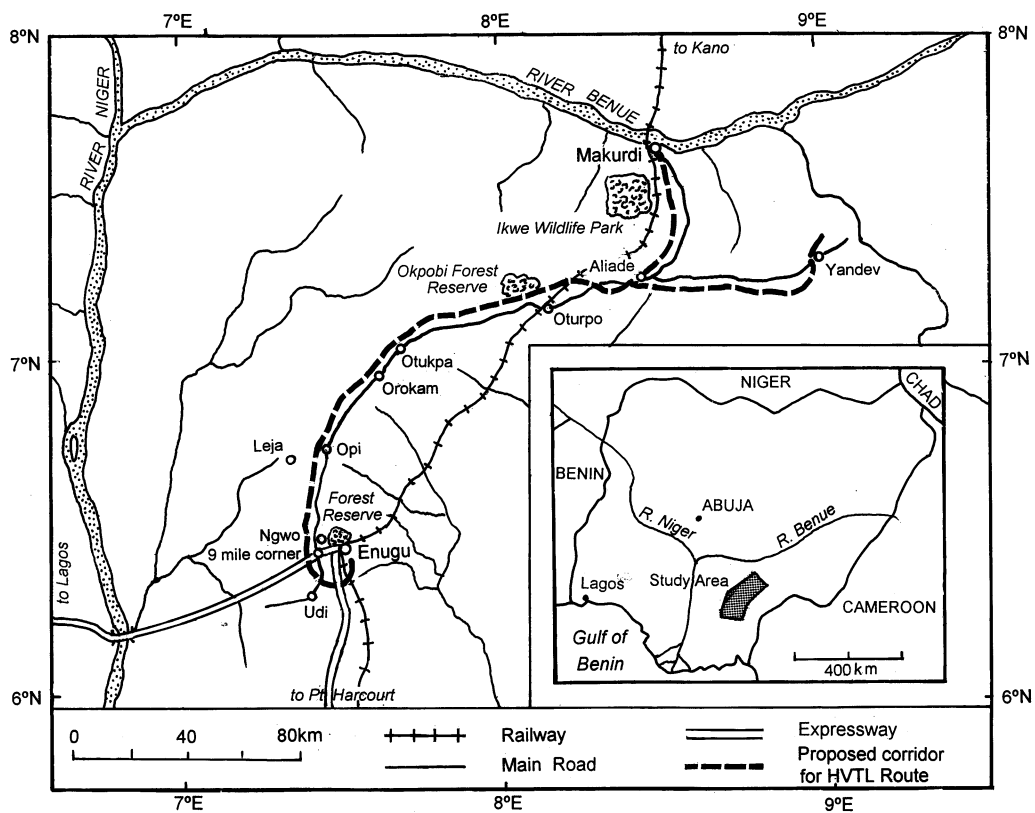 7°E 8°E 9°E
8°N 8°N
to Kano
RIVER NIGER
RIVER BENUE
Makurdi
Ikwe Wildlife Park
Aliade
Yandev
Okpobi Forest
Reserve
Oturpo
7°N 7°N
Otukpa
Orokam
Leja
Opi
Forest
Reserve
Ngwo
9 mile corner
Enugu
to Lagos
Udi
to Pt. Harcourt
6°N 6°N
NIGER
CHAD
BENIN
ABUJA
R. Niger
R. Benue
Study Area
Lagos
CAMEROON
Gulf of
Benin
400 km
0 40 80km
Railway
Main Road
Expressway
Proposed corridor
for HVTL Route
7°E 8°E 9°E